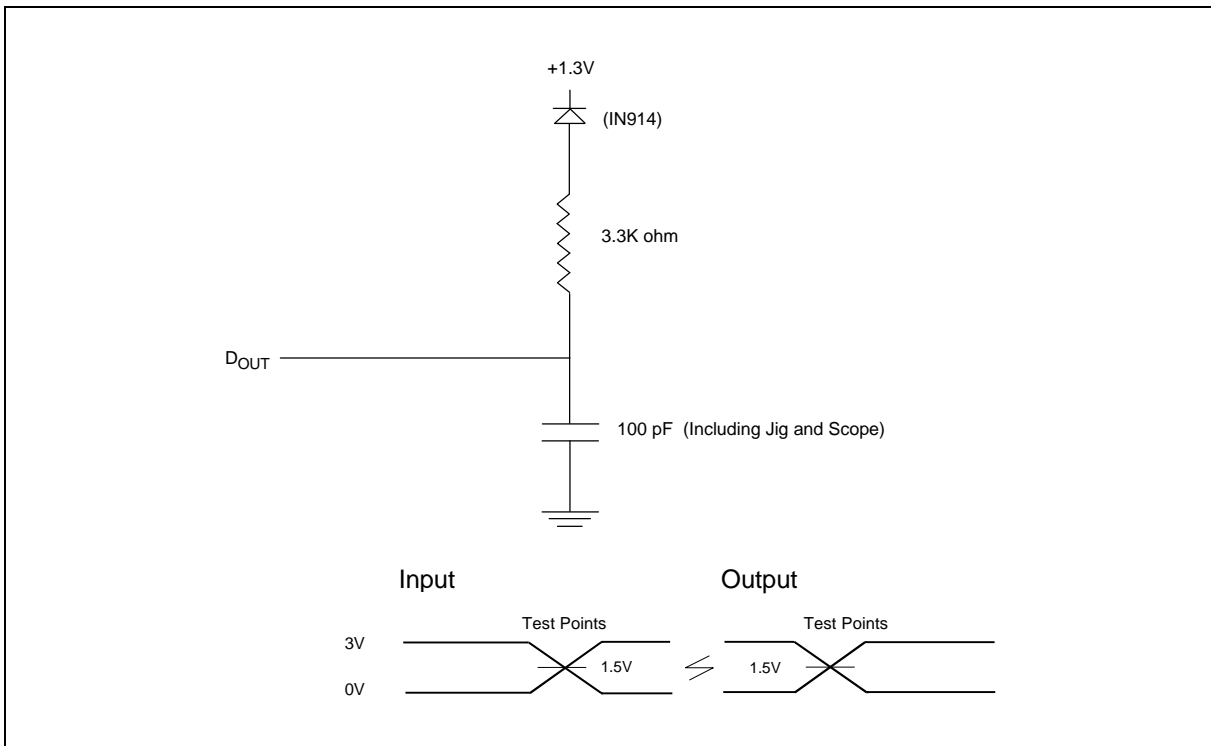 +1.3V
(IN914)
3.3K ohm
DOUT
100 pF (Including Jig and Scope)
Input Output
Test Points Test Points
3V
1.5V 1.5V
0V